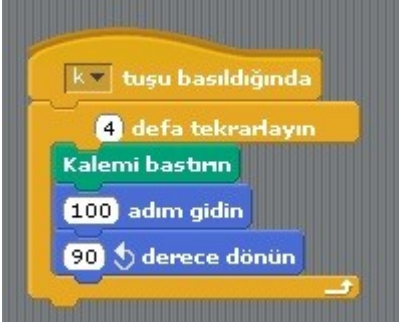 k tuşu basıldığında
4 defa tekrarlayın
Kalemi bastırın
100 adım gidin
90 derece dönün